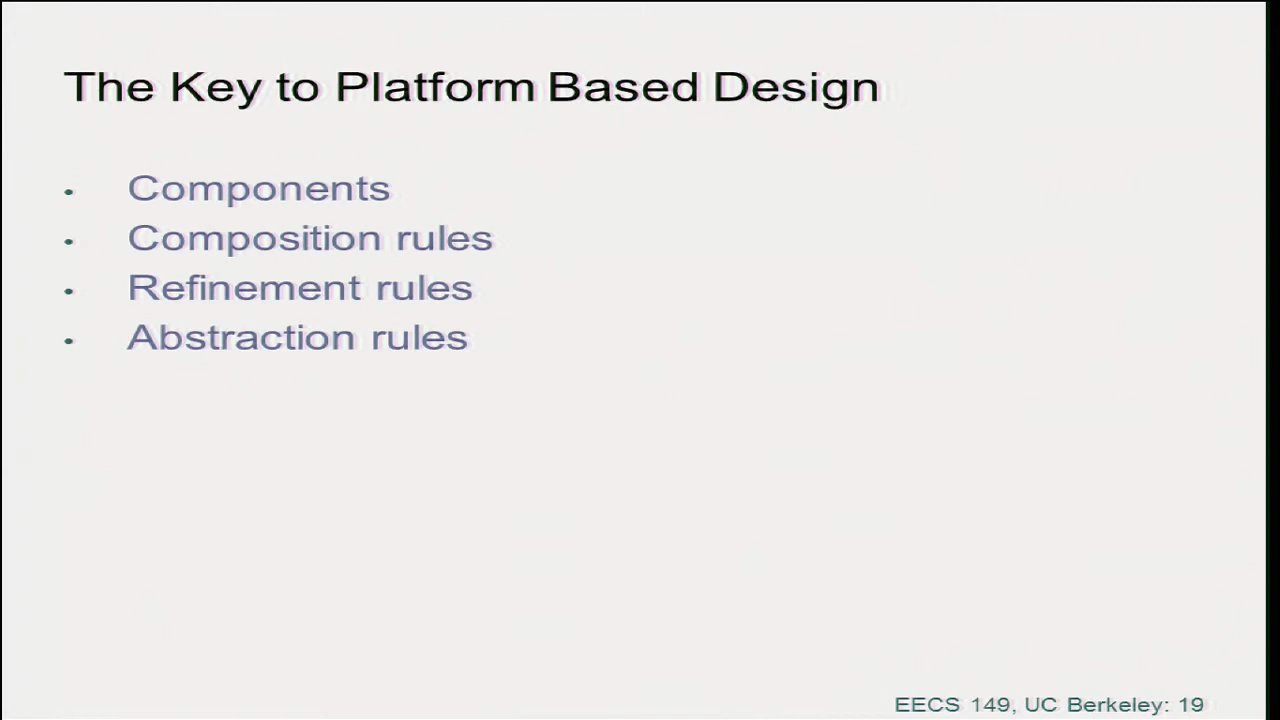 The Key to Platform Based Design
• Components
• Composition rules
• Refinement rules
• Abstraction rules
EECS 149, UC Berkeley: 19